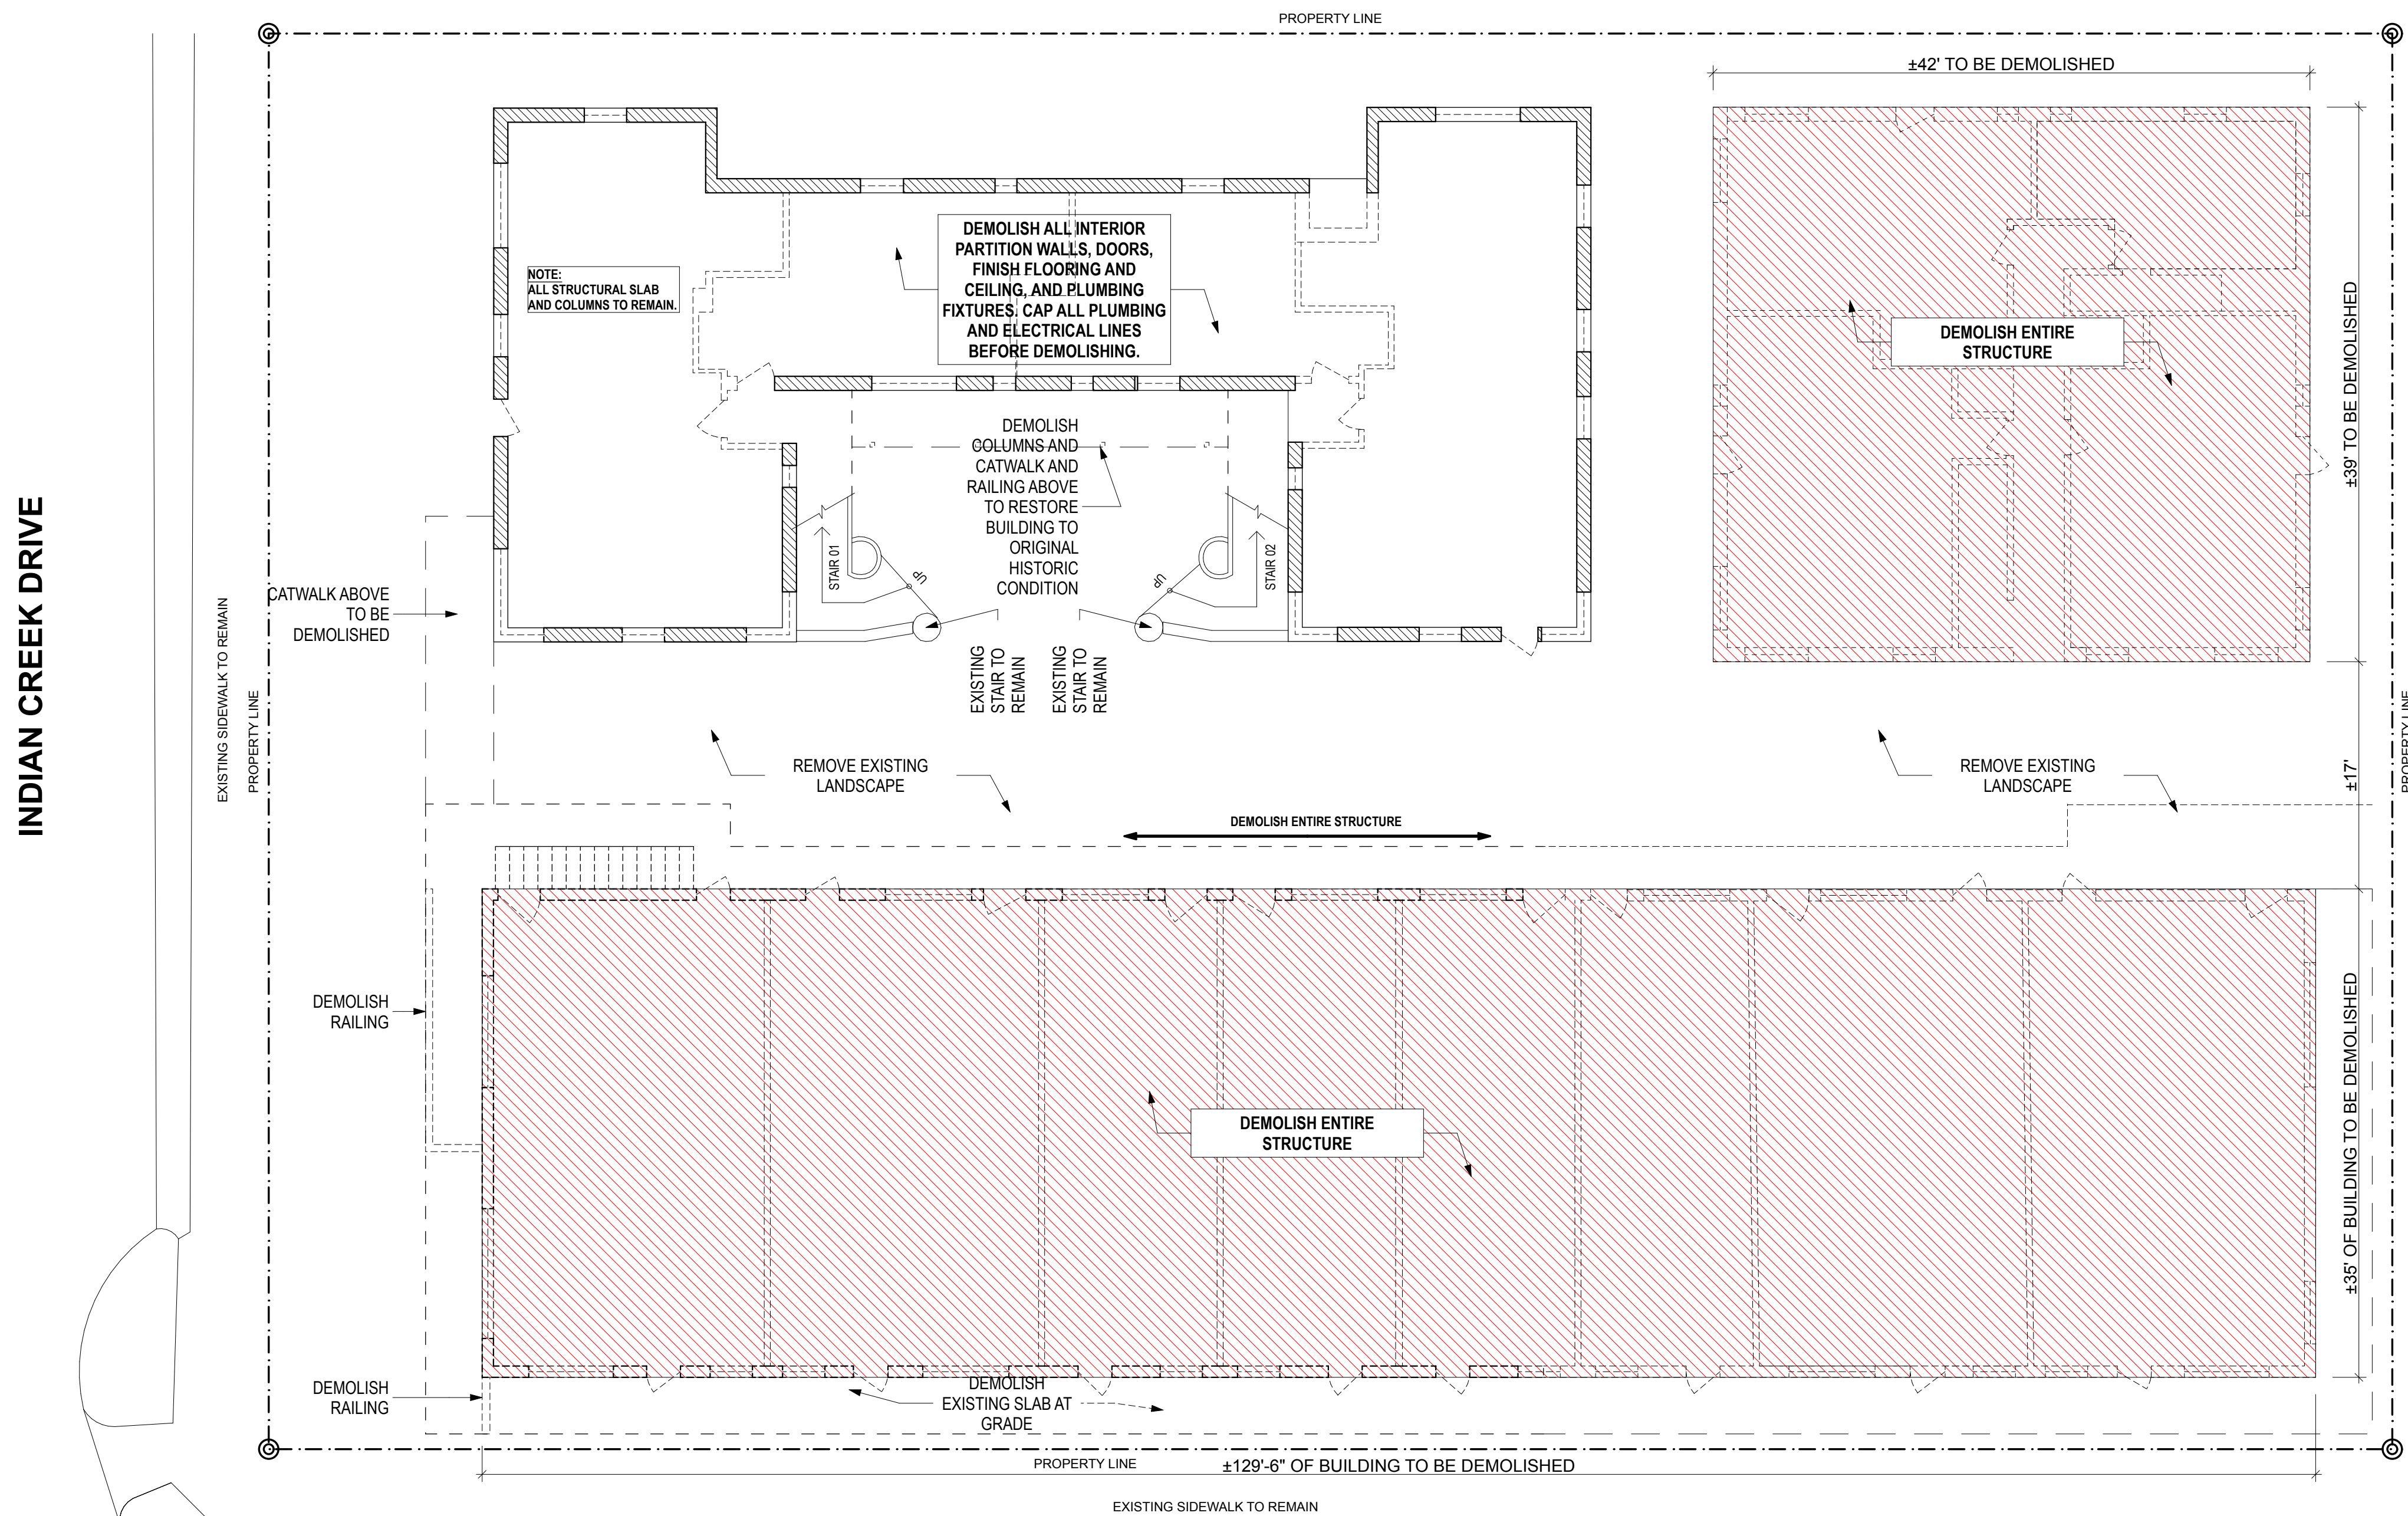 PROPERTY LINE
±42' TO BE DEMOLISHED
DEMOLISH ALL INTERIOR
PARTITION WALLS, DOORS,
FINISH FLOORING AND
CEILING, AND PLUMBING
FIXTURES. CAP ALL PLUMBING
AND ELECTRICAL LINES
BEFORE DEMOLISHING.
NOTE:
ALL STRUCTURAL SLAB
AND COLUMNS TO REMAIN.
DEMOLISH ENTIRE
STRUCTURE
±39' TO BE DEMOLISHED
DEMOLISH
COLUMNS AND
CATWALK AND
RAILING ABOVE
TO RESTORE
BUILDING TO
ORIGINAL
HISTORIC
CONDITION
STAIR 01
UP
UP
STAIR 02
INDIAN CREEK DRIVE
EXISTING SIDEWALK TO REMAIN
PROPERTY LINE
CATWALK ABOVE
TO BE
DEMOLISHED
EXISTING
STAIR TO
REMAIN
EXISTING
STAIR TO
REMAIN
REMOVE EXISTING
LANDSCAPE
REMOVE EXISTING
LANDSCAPE
±17'
PROPERTY LINE
DEMOLISH ENTIRE STRUCTURE
DEMOLISH
RAILING
DEMOLISH ENTIRE
STRUCTURE
±35' OF BUILDING TO BE DEMOLISHED
DEMOLISH
RAILING
DEMOLISH
EXISTING SLAB AT
GRADE
PROPERTY LINE
±129'-6" OF BUILDING TO BE DEMOLISHED
EXISTING SIDEWALK TO REMAIN